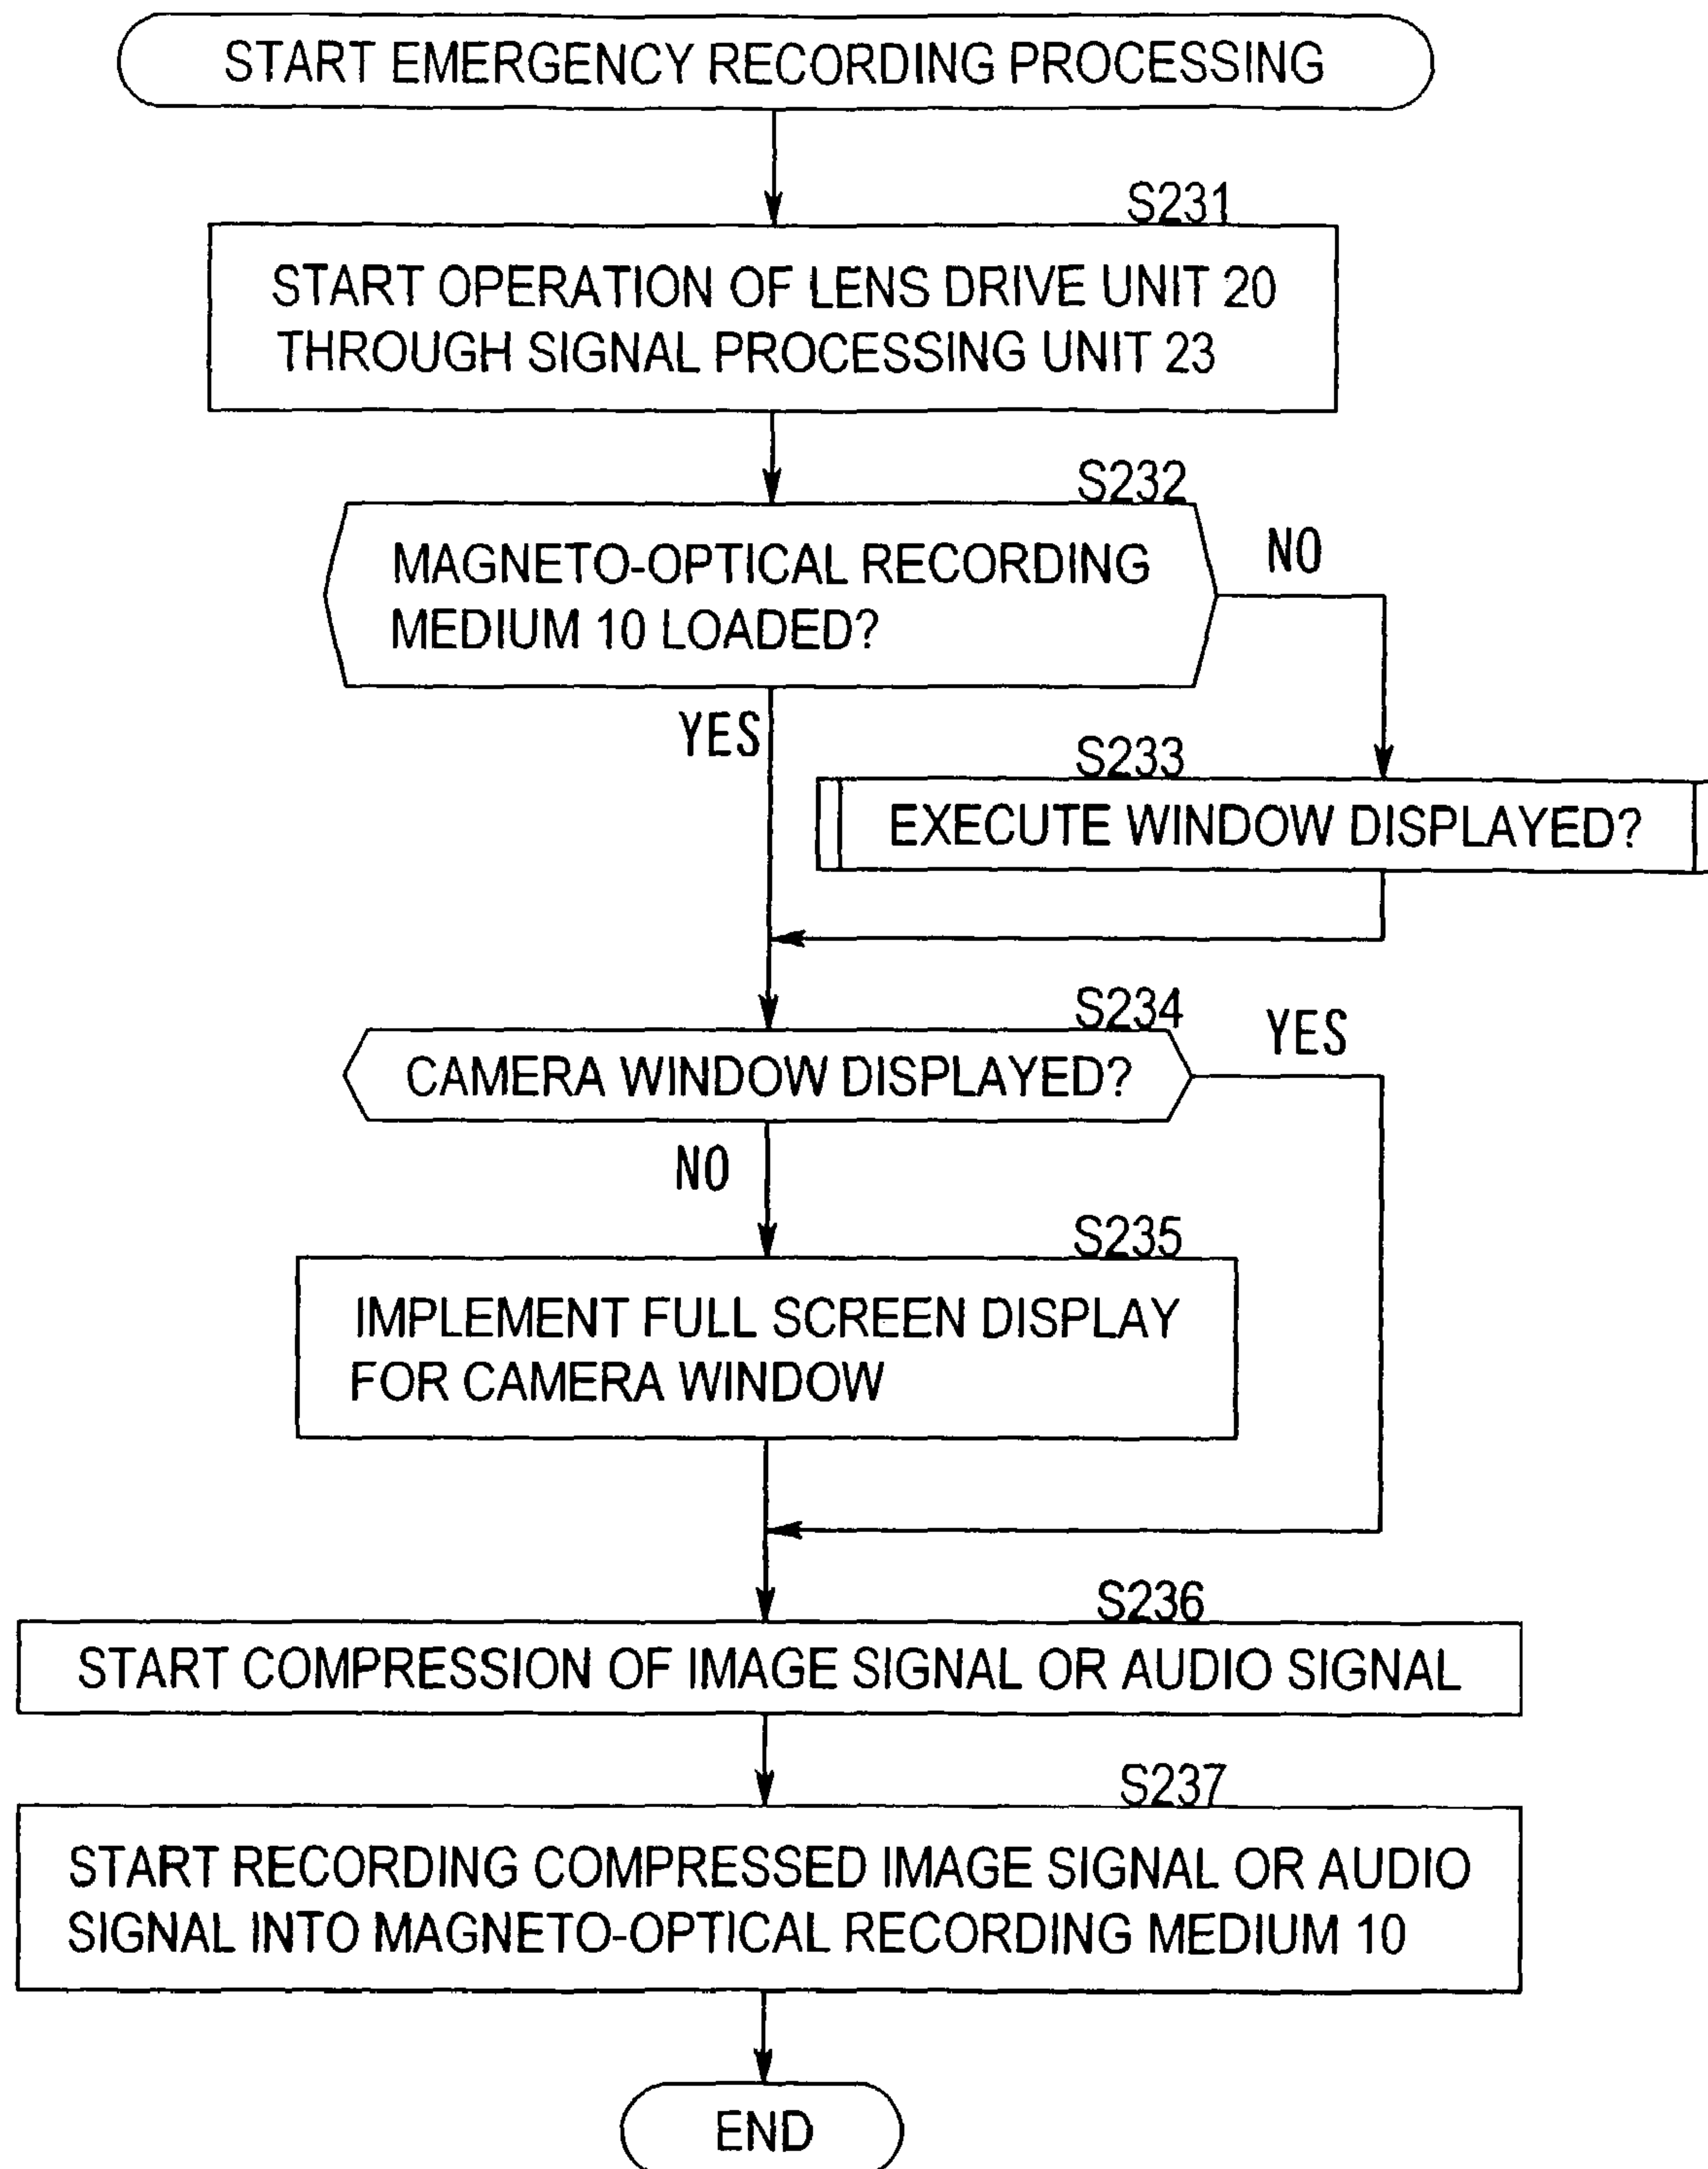 START EMERGENCY RECORDING PROCESSING
S231
START OPERATION OF LENS DRIVE UNIT 20
THROUGH SIGNAL PROCESSING UNIT 23
S232
MAGNETO-OPTICAL RECORDING
MEDIUM 10 LOADED?
NO
YES
S233
EXECUTE WINDOW DISPLAYED?
S234
CAMERA WINDOW DISPLAYED?
YES
NO
S235
IMPLEMENT FULL SCREEN DISPLAY
FOR CAMERA WINDOW
S236
START COMPRESSION OF IMAGE SIGNAL OR AUDIO SIGNAL
S237
START RECORDING COMPRESSED IMAGE SIGNAL OR AUDIO
SIGNAL INTO MAGNETO-OPTICAL RECORDING MEDIUM 10
END